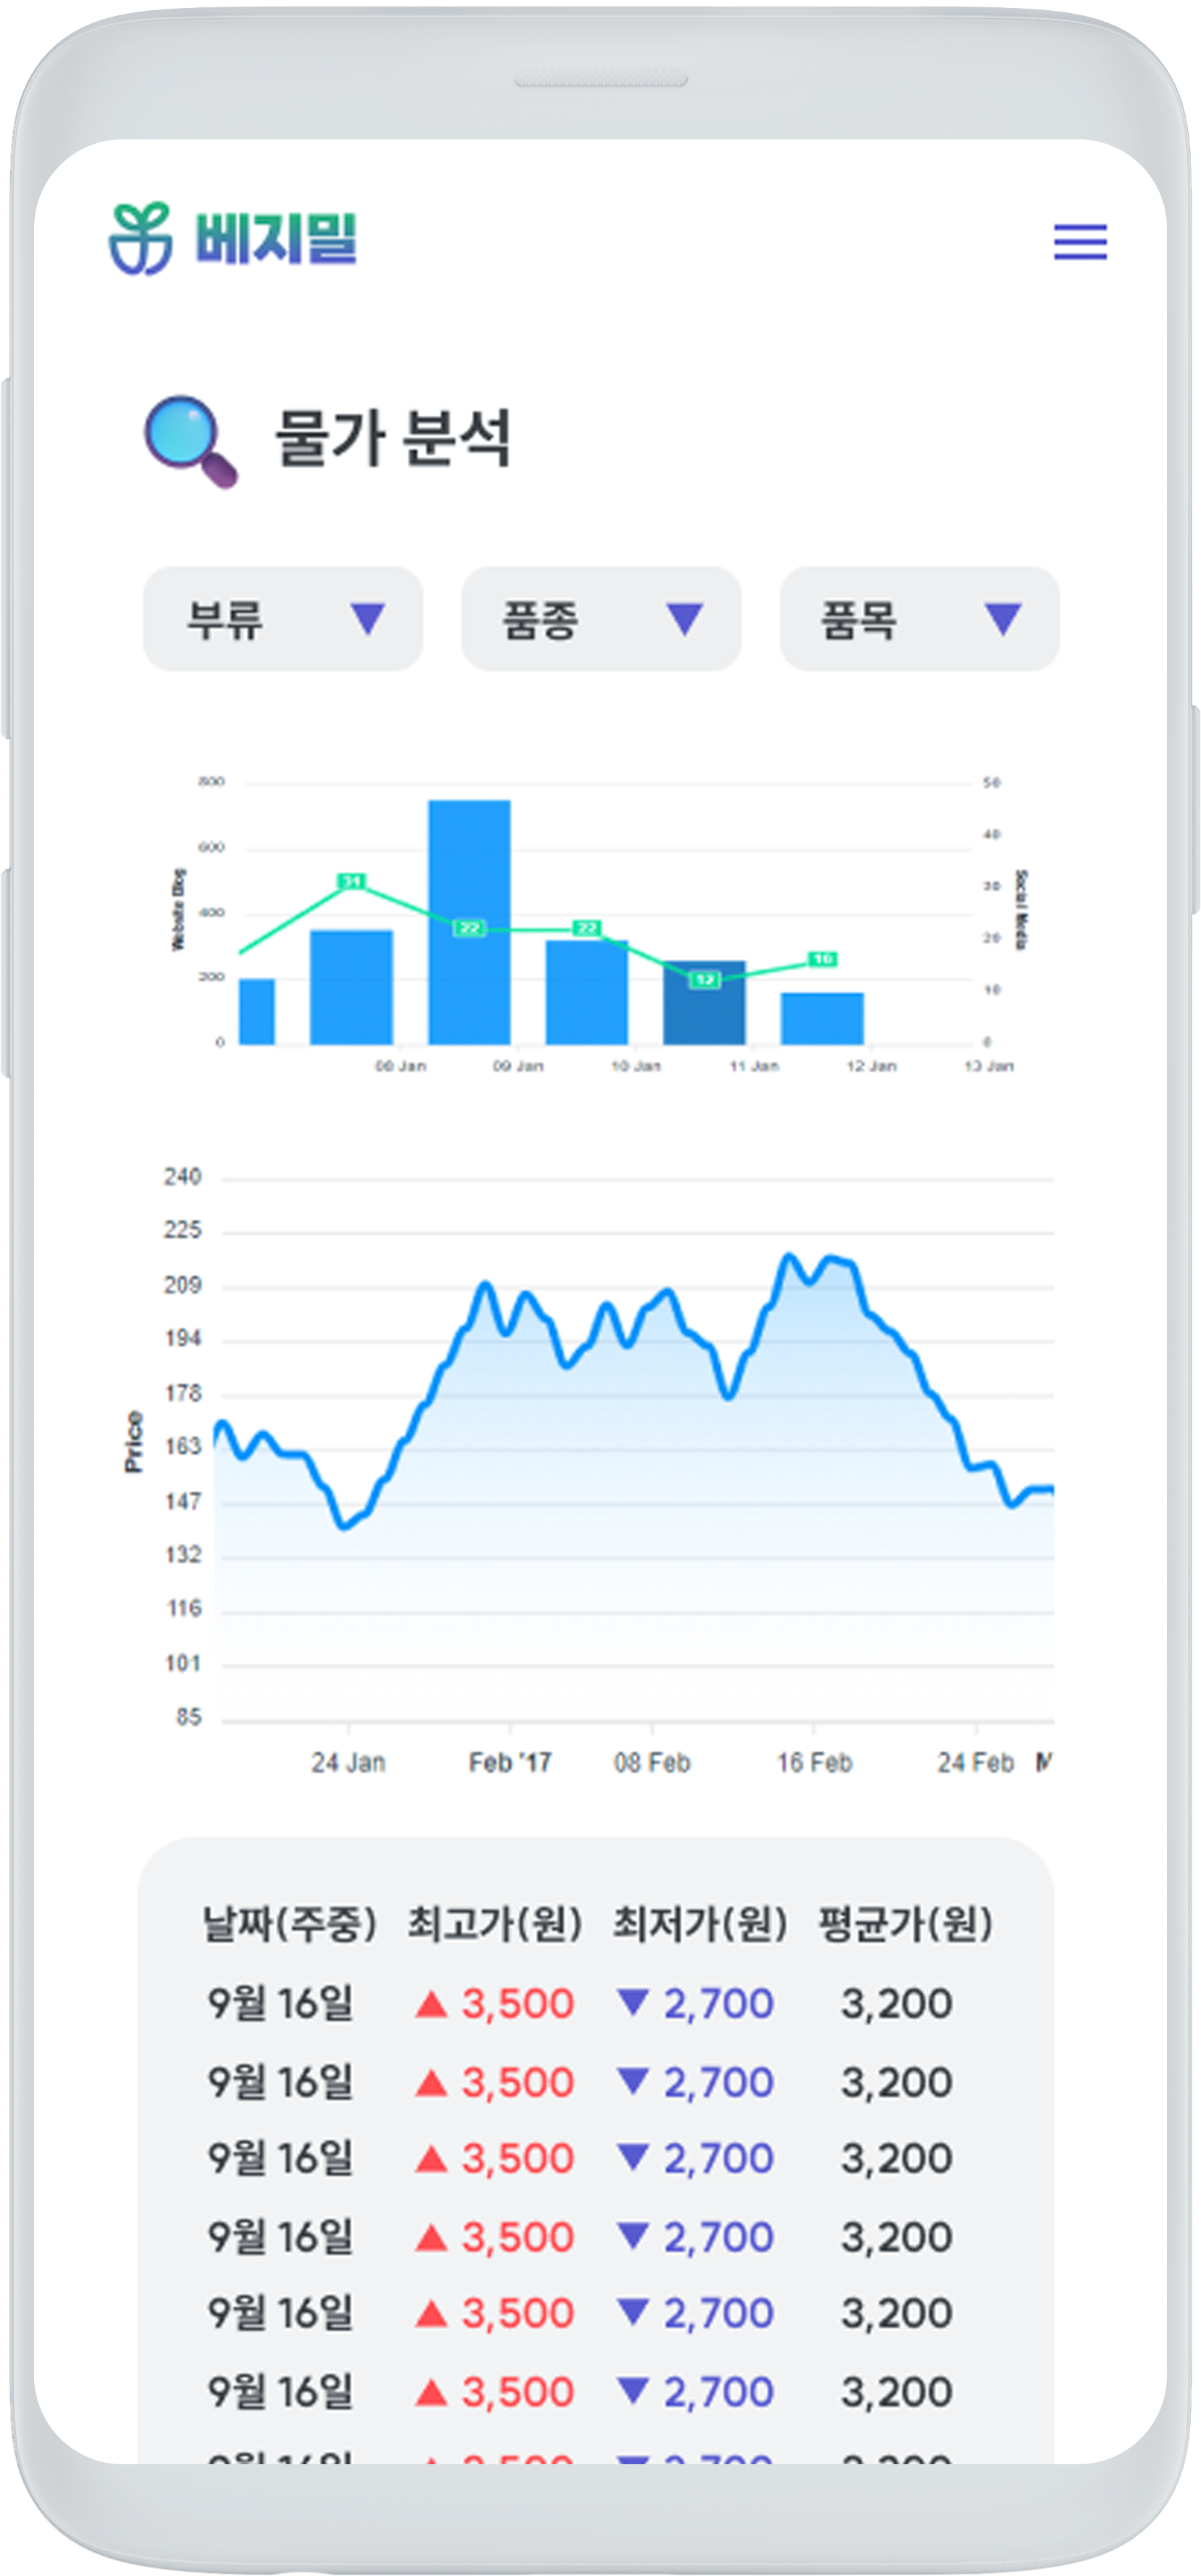 베지밀
물가 분석
부류 ▼ 품종 ▼ 품목 ▼
800 50
600 40
400 30
200 20
0 10
0
Website Blog
Social Media
31 22 22 12 16
08 Jan 09 Jan 10 Jan 11 Jan 12 Jan 13 Jan
240
225
209
194
178
163
147
132
116
101
85
Price
24 Jan Feb '17 08 Feb 16 Feb 24 Feb M
날짜(주중) 최고가(원) 최저가(원) 평균가(원)
9월 16일 ▲ 3,500 ▼ 2,700 3,200
9월 16일 ▲ 3,500 ▼ 2,700 3,200
9월 16일 ▲ 3,500 ▼ 2,700 3,200
9월 16일 ▲ 3,500 ▼ 2,700 3,200
9월 16일 ▲ 3,500 ▼ 2,700 3,200
9월 16일 ▲ 3,500 ▼ 2,700 3,200